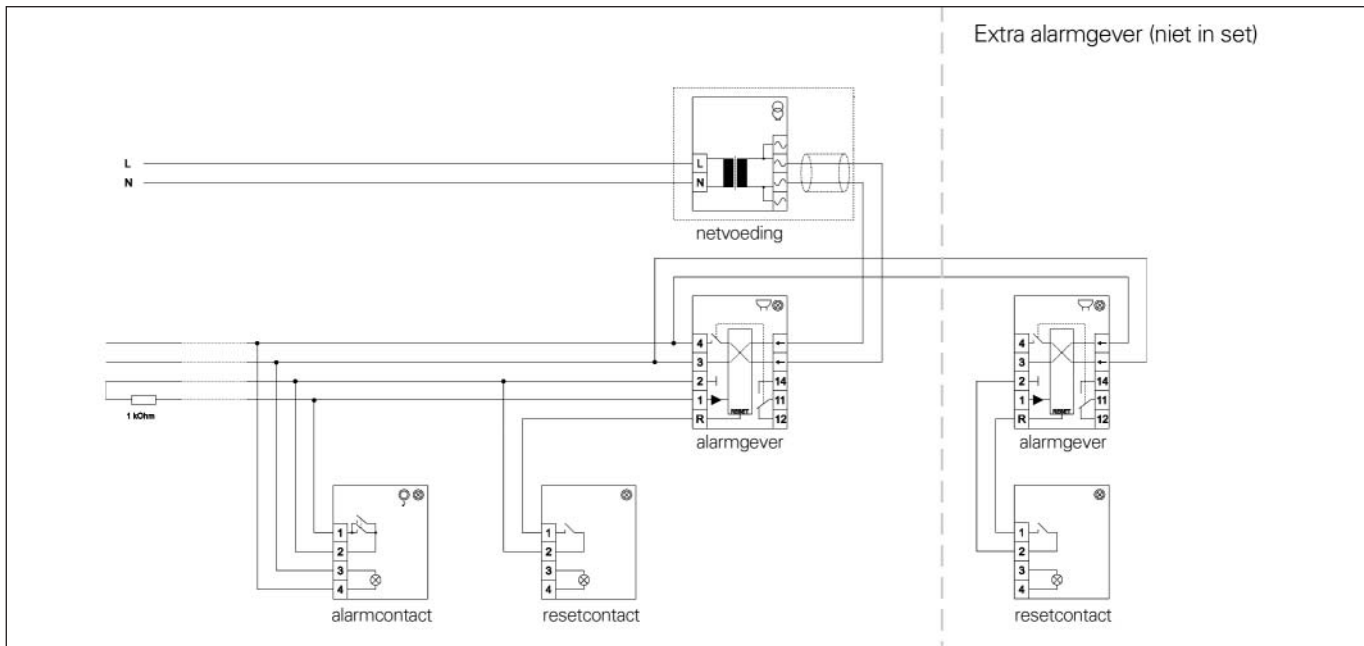 Extra alarmgever (niet in set)
L
N
L
N
netvoeding
4
3
2
1
R
14
11
12
RESET
alarmgever
4
3
2
1
R
14
11
12
RESET
alarmgever
1 kOhm
1
2
3
4
alarmcontact
1
2
3
4
resetcontact
1
2
3
4
resetcontact